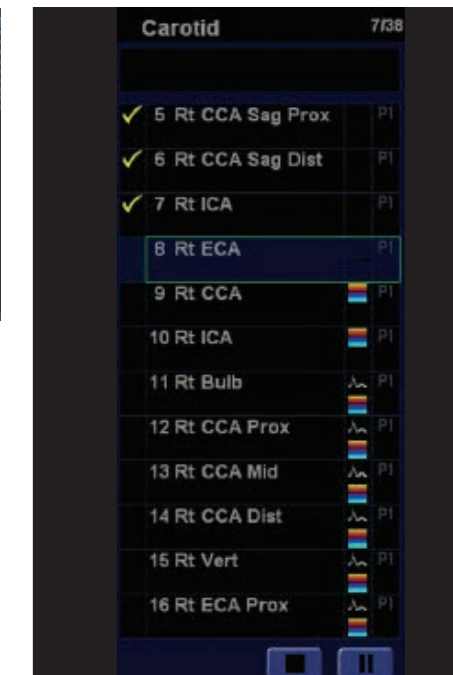 Carotid 7/38
5 Rt CCA Sag Prox P1
6 Rt CCA Sag Dist P1
7 Rt ICA P1
8 Rt ECA P1
9 Rt CCA P1
10 Rt ICA P1
11 Rt Bulb P1
12 Rt CCA Prox P1
13 Rt CCA Mid P1
14 Rt CCA Dist P1
15 Rt Vert P1
16 Rt ECA Prox P1